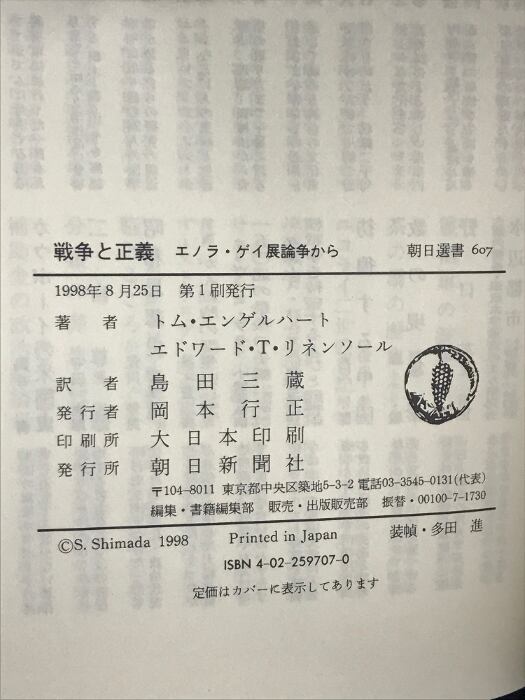 戦争と正義 エノラ・ゲイ展論争から 朝日選書 607
1998年8月25日 第1刷発行
著者 トム・エンゲルハート
エドワード・T・リネンソール
訳者 島田三蔵
発行者 岡本行正
印刷所 大日本印刷
発行所 朝日新聞社
〒104-8011 東京都中央区築地5-3-2 電話03-3545-0131(代表)
編集・書籍編集部 販売・出版販売部 振替・00100-7-1730
©S. Shimada 1998 Printed in Japan 装幀・多田 進
ISBN 4-02-259707-0
定価はカバーに表示してあります